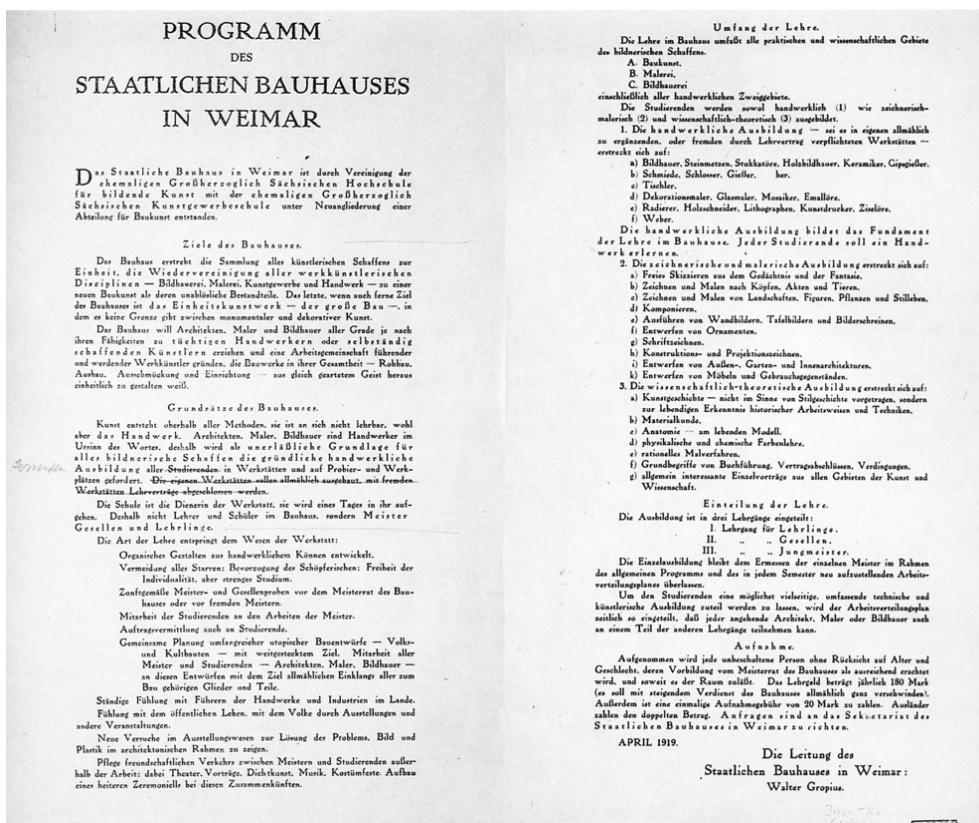 PROGRAMM
DES
STAATLICHEN BAUHAUSES
IN WEIMAR
Das Staatliche Bauhaus in Weimar ist durch Vereinigung der
ehemaligen Großherzoglich Sächsischen Hochschule
für bildende Kunst mit der ehemaligen Großherzoglich
Sächsischen Kunstgewerbeschule unter Neuangliederung einer
Abteilung für Baukunst entstanden.
Ziele des Bauhauses.
Das Bauhaus erstrebt die Sammlung alles künstlerischen Schaffens zur
Einheit, die Wiedervereinigung aller werkkünstlerischen
Disziplinen — Bildhauerei, Malerei, Kunstgewerbe und Handwerk — zu einer
neuen Baukunst als deren unablösliche Bestandteile. Das letzte, wenn auch ferne Ziel
des Bauhauses ist das Einheitskunstwerk — der große Bau —, in
dem es keine Grenze gibt zwischen monumentaler und dekorativer Kunst.
Das Bauhaus will Architekten, Maler und Bildhauer aller Grade je nach
ihren Fähigkeiten zu tüchtigen Handwerkern oder selbständig
schaffenden Künstlern erziehen und eine Arbeitsgemeinschaft führender
und werdender Werkkünstler gründen, die Bauwerke in ihrer Gesamtheit — Rohbau,
Ausbau, Ausschmückung und Einrichtung — aus gleich geartetem Geist heraus
einheitlich zu gestalten weiß.
Grundsätze des Bauhauses.
Kunst entsteht oberhalb aller Methoden, sie ist an sich nicht lehrbar, wohl
aber das Handwerk. Architekten, Maler, Bildhauer sind Handwerker im
Ursinn des Wortes, deshalb wird als unerläßliche Grundlage für
alles bildnerische Schaffen die gründliche handwerkliche
Ausbildung aller Studierenden in Werkstätten und auf Probier- und Werk-
plätzen gefordert. Die eigenen Werkstätten sollen allmählich ausgebaut, mit fremden
Werkstätten Lehrverträge abgeschlossen werden.
Die Schule ist die Dienerin der Werkstatt, sie wird eines Tages in ihr auf-
gehen. Deshalb nicht Lehrer und Schüler im Bauhaus, sondern Meister
Gesellen und Lehrlinge.
Die Art der Lehre entspringt dem Wesen der Werkstatt:
Organisches Gestalten aus handwerklichem Können entwickelt.
Vermeidung alles Starren; Bevorzugung des Schöpferischen; Freiheit der
Individualität, aber strenges Studium.
Zunftgemäße Meister- und Gesellenproben vor dem Meisterrat des Bau-
hauses oder vor fremden Meistern.
Mitarbeit der Studierenden an den Arbeiten der Meister.
Auftragsvermittlung auch an Studierende.
Gemeinsame Planung umfangreicher utopischer Bauentwürfe — Volks-
und Kultbauten — mit weitgestecktem Ziel. Mitarbeit aller
Meister und Studierenden — Architekten, Maler, Bildhauer —
an diesen Entwürfen mit dem Ziel allmählichen Einklangs aller zum
Bau gehörigen Glieder und Teile.
Ständige Fühlung mit Führern der Handwerke und Industrien im Lande.
Fühlung mit dem öffentlichen Leben, mit dem Volke durch Ausstellungen und
andere Veranstaltungen.
Neue Versuche im Ausstellungswesen zur Lösung des Problems, Bild und
Plastik im architektonischen Rahmen zu zeigen.
Pflege freundschaftlichen Verkehrs zwischen Meistern und Studierenden außer-
halb der Arbeit; dabei Theater, Vorträge, Dichtkunst, Musik, Kostümfeste. Aufbau
eines heiteren Zeremoniells bei diesen Zusammenkünften.
Umfang der Lehre.
Die Lehre im Bauhaus umfaßt alle praktischen und wissenschaftlichen Gebiete
des bildnerischen Schaffens.
A. Baukunst,
B. Malerei,
C. Bildhauerei
einschließlich aller handwerklichen Zweiggebiete.
Die Studierenden werden sowohl handwerklich (1) wie zeichnerisch-
malerisch (2) und wissenschaftlich-theoretisch (3) ausgebildet.
1. Die handwerkliche Ausbildung — sei es in eigenen allmählich
zu ergänzenden, oder fremden durch Lehrvertrag verpflichteten Werkstätten —
erstreckt sich auf:
a) Bildhauer, Steinmetzen, Stukkatöre, Holzbildhauer, Keramiker, Gipsgießer,
b) Schmiede, Schlosser, Gießer, her,
c) Tischler,
d) Dekorationsmaler, Glasmaler, Mosaiker, Emallöre,
e) Radierer, Holzschneider, Lithographen, Kunstdrucker, Ziselöre,
f) Weber.
Die handwerkliche Ausbildung bildet das Fundament
der Lehre im Bauhause. Jeder Studierende soll ein Hand-
werk erlernen.
2. Die zeichnerische und malerische Ausbildung erstreckt sich auf:
a) Freies Skizzieren aus dem Gedächtnis und der Fantasie,
b) Zeichnen und Malen nach Köpfen, Akten und Tieren,
c) Zeichnen und Malen von Landschaften, Figuren, Pflanzen und Stilleben,
d) Komponieren,
e) Ausführen von Wandbildern, Tafelbildern und Bilderschreinen,
f) Entwerfen von Ornamenten,
g) Schriftzeichnen,
h) Konstruktions- und Projektionszeichnen,
i) Entwerfen von Außen-, Garten- und Innenarchitekturen,
k) Entwerfen von Möbeln und Gebrauchsgegenständen.
3. Die wissenschaftlich-theoretische Ausbildung erstreckt sich auf:
a) Kunstgeschichte — nicht im Sinne von Stilgeschichte vorgetragen, sondern
zur lebendigen Erkenntnis historischer Arbeitsweisen und Techniken,
b) Materialkunde,
c) Anatomie — am lebenden Modell,
d) physikalische und chemische Farbenlehre,
e) rationelles Malverfahren,
f) Grundbegriffe von Buchführung, Vertragsabschlüssen, Verdingungen,
g) allgemein interessante Einzelvorträge aus allen Gebieten der Kunst und
Wissenschaft.
Einteilung der Lehre.
Die Ausbildung ist in drei Lehrgänge eingeteilt:
I. Lehrgang für Lehrlinge,
II. „ „ Gesellen,
III. „ „ Jungmeister.
Die Einzelausbildung bleibt dem Ermessen der einzelnen Meister im Rahmen
des allgemeinen Programms und des in jedem Semester neu aufzustellenden Arbeits-
verteilungsplanes überlassen.
Um den Studierenden eine möglichst vielseitige, umfassende technische und
künstlerische Ausbildung zuteil werden zu lassen, wird der Arbeitsverteilungsplan
zeitlich so eingeteilt, daß jeder angehende Architekt, Maler oder Bildhauer auch
an einem Teil der anderen Lehrgänge teilnehmen kann.
Aufnahme.
Aufgenommen wird jede unbescholtene Person ohne Rücksicht auf Alter und
Geschlecht, deren Vorbildung vom Meisterrat des Bauhauses als ausreichend erachtet
wird, und soweit es der Raum zuläßt. Das Lehrgeld beträgt jährlich 180 Mark
(es soll mit steigendem Verdienst des Bauhauses allmählich ganz verschwinden).
Außerdem ist eine einmalige Aufnahmegebühr von 20 Mark zu zahlen. Ausländer
zahlen den doppelten Betrag. Anfragen sind an das Sekretariat des
Staatlichen Bauhauses in Weimar zu richten.
APRIL 1919.
Die Leitung des
Staatlichen Bauhauses in Weimar:
Walter Gropius.